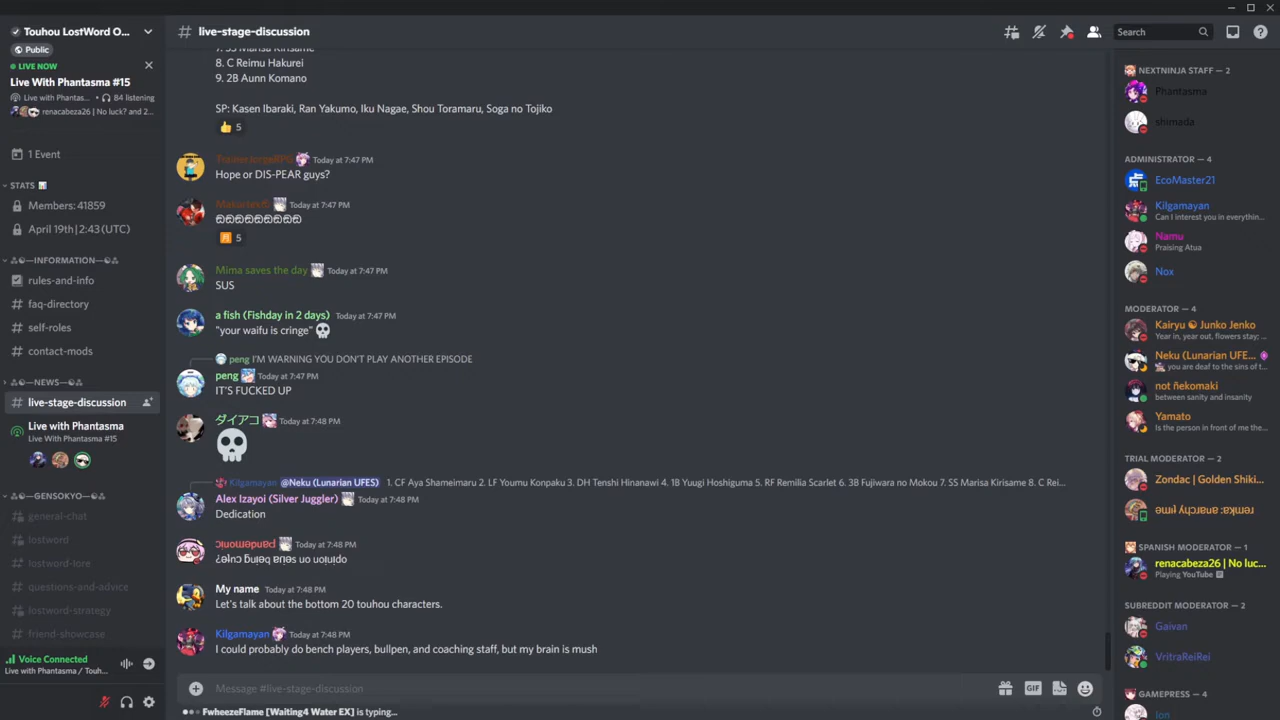 Touhou LostWord O...
Public
LIVE NOW
Live With Phantasma #15
Live with Phantas... • 84 listening
renacabeza26 | No luck? and 2...
1 Event
STATS
Members: 41859
April 19th | 2:43 (UTC)
INFORMATION
rules-and-info
faq-directory
self-roles
contact-mods
NEWS
live-stage-discussion
Live with Phantasma
Live With Phantasma #15
GENSOKYO
general-chat
lostword
lostword-lore
questions-and-advice
lostword-strategy
friend-showcase
Voice Connected
Live with Phantasma / Touh...
live-stage-discussion
Search
7. SS Marisa Kirisame
8. C Reimu Hakurei
9. 2B Aunn Komano
SP: Kasen Ibaraki, Ran Yakumo, Iku Nagae, Shou Toramaru, Soga no Tojiko
5
Today at 7:47 PM
Hope or DIS-PEAR guys?
Today at 7:47 PM
ඞඞඞඞඞඞඞඞඞ
5
Mima saves the day Today at 7:47 PM
SUS
a fish (Fishday in 2 days) Today at 7:47 PM
"your waifu is cringe"
peng I'M WARNING YOU DON'T PLAY ANOTHER EPISODE
peng Today at 7:47 PM
IT'S FUCKED UP
ダイアコ Today at 7:48 PM
Kilgamayan @Neku (Lunarian UFES) 1. CF Aya Shameimaru 2. LF Youmu Konpaku 3. DH Tenshi Hinanawi 4. 1B Yuugi Hoshiguma 5. RF Remilia Scarlet 6. 3B Fujiwara no Mokou 7. SS Marisa Kirisame 8. C Rei...
Alex Izayoi (Silver Juggler) Today at 7:48 PM
Dedication
Today at 7:48 PM
My name Today at 7:48 PM
Let's talk about the bottom 20 touhou characters.
Kilgamayan Today at 7:48 PM
I could probably do bench players, bullpen, and coaching staff, but my brain is mush
Message #live-stage-discussion
GIF
FwheezeFlame [Waiting4 Water EX] is typing...
NEXTNINJA STAFF — 2
Phantasma
shimada
ADMINISTRATOR — 4
EcoMaster21
Kilgamayan
Can I interest you in everythin...
Namu
Praising Atua
Nox
MODERATOR — 4
Kairyu ☯ Junko Jenko
Year in, year out, flowers stay; ...
Neku (Lunarian UFE...
you are deaf to the sins of t...
not ñekomaki
between sanity and insanity
Yamato
Is the person in front of me the...
TRIAL MODERATOR — 2
Zondac | Golden Shiki...
SPANISH MODERATOR — 1
renacabeza26 | No luc...
Playing YouTube
SUBREDDIT MODERATOR — 2
Gaivan
VritraReiRei
GAMEPRESS — 4
Ion